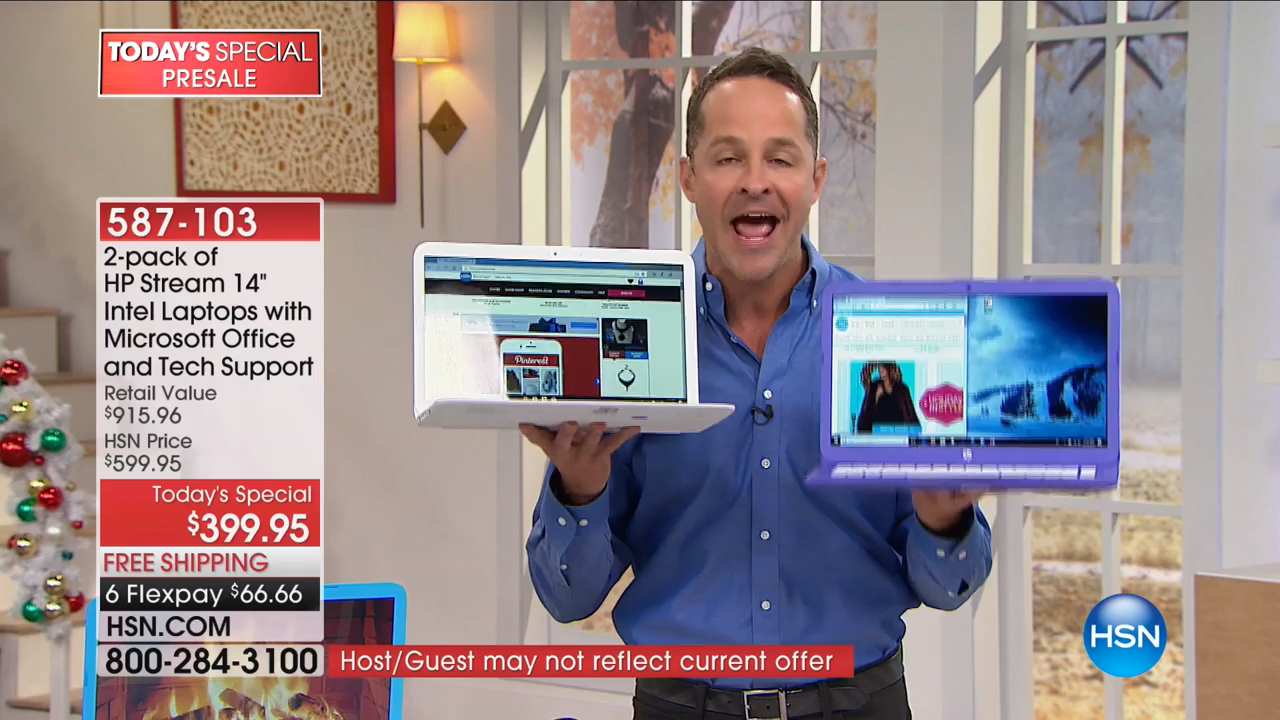 TODAY'S SPECIAL
PRESALE
587-103
2-pack of
HP Stream 14"
Intel Laptops with
Microsoft Office
and Tech Support
Retail Value
$915.96
HSN Price
$599.95
Today's Special
$399.95
FREE SHIPPING
6 Flexpay $66.66
HSN.COM
800-284-3100
Host/Guest may not reflect current offer
HSN
Pinterest
hp